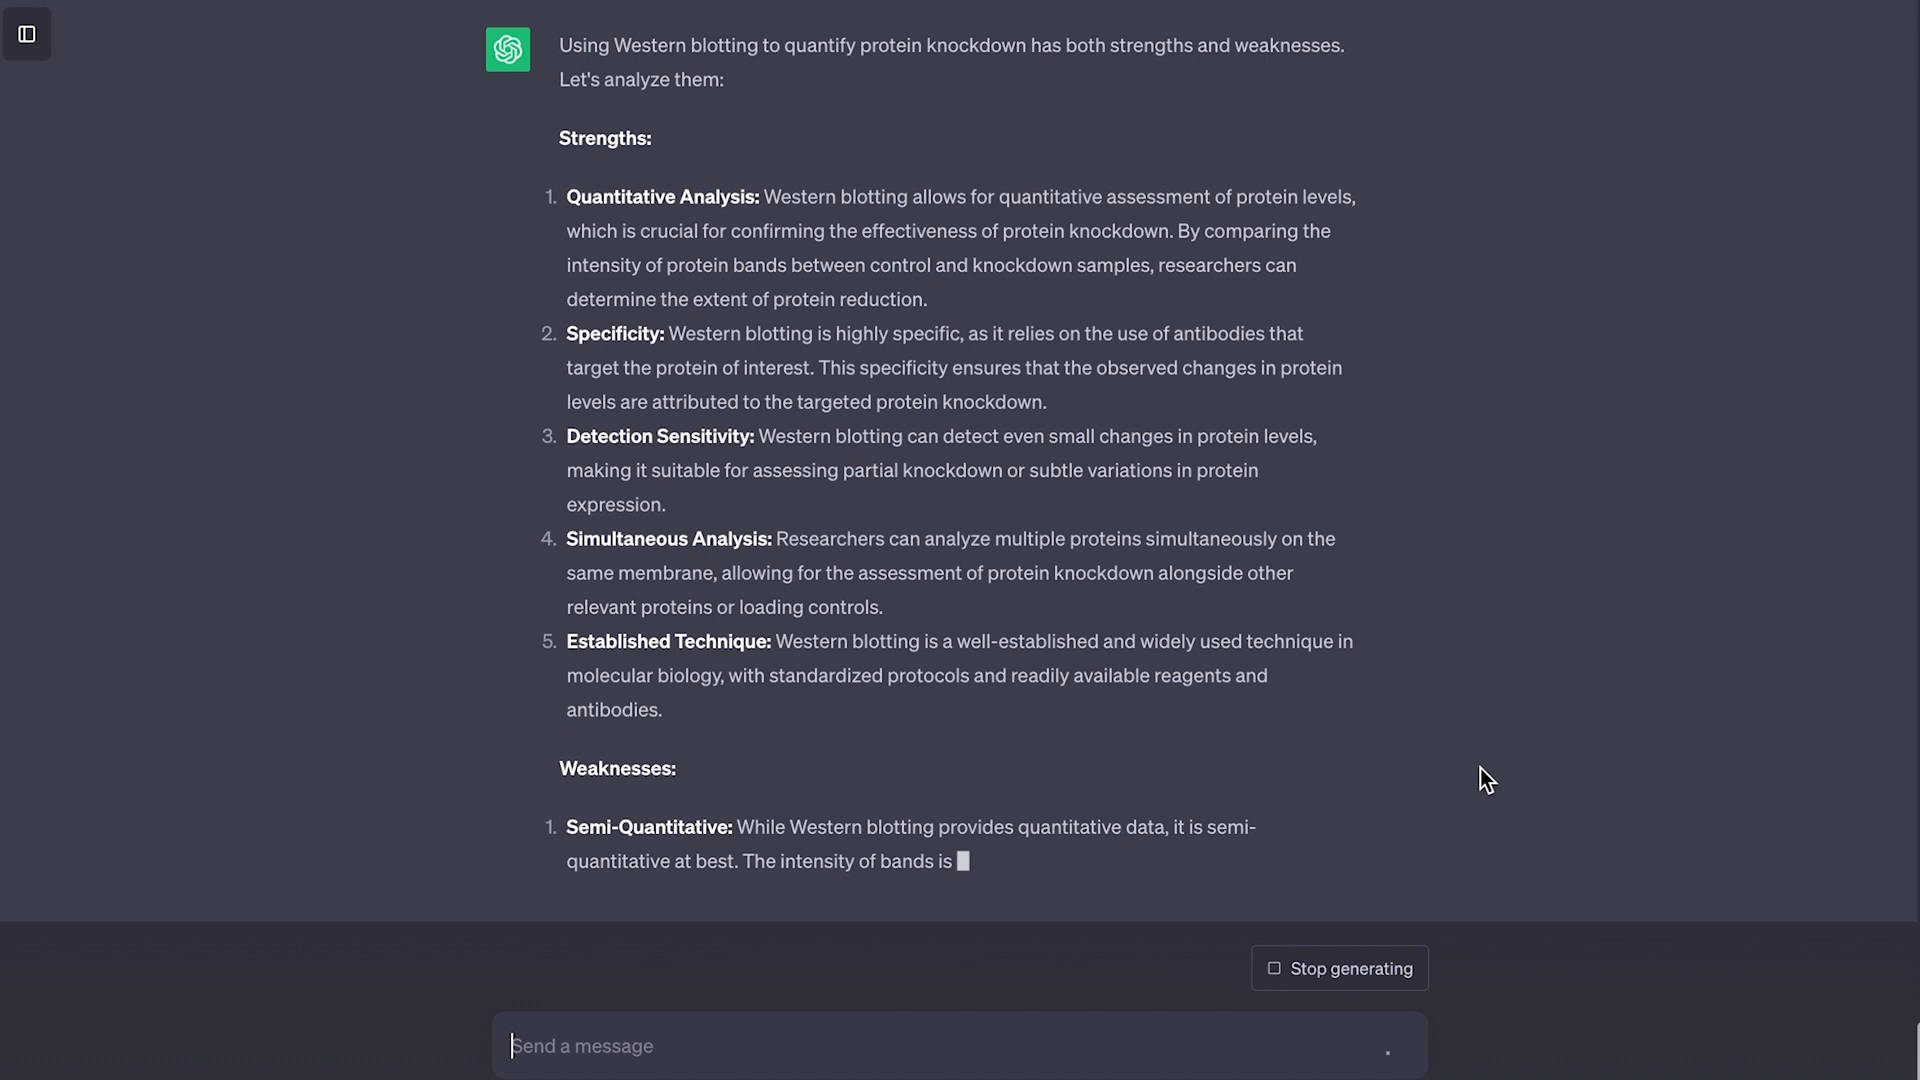 Using Western blotting to quantify protein knockdown has both strengths and weaknesses.
Let's analyze them:
Strengths:
1. Quantitative Analysis: Western blotting allows for quantitative assessment of protein levels,
which is crucial for confirming the effectiveness of protein knockdown. By comparing the
intensity of protein bands between control and knockdown samples, researchers can
determine the extent of protein reduction.
2. Specificity: Western blotting is highly specific, as it relies on the use of antibodies that
target the protein of interest. This specificity ensures that the observed changes in protein
levels are attributed to the targeted protein knockdown.
3. Detection Sensitivity: Western blotting can detect even small changes in protein levels,
making it suitable for assessing partial knockdown or subtle variations in protein
expression.
4. Simultaneous Analysis: Researchers can analyze multiple proteins simultaneously on the
same membrane, allowing for the assessment of protein knockdown alongside other
relevant proteins or loading controls.
5. Established Technique: Western blotting is a well-established and widely used technique in
molecular biology, with standardized protocols and readily available reagents and
antibodies.
Weaknesses:
1. Semi-Quantitative: While Western blotting provides quantitative data, it is semi-
quantitative at best. The intensity of bands is
Stop generating
Send a message